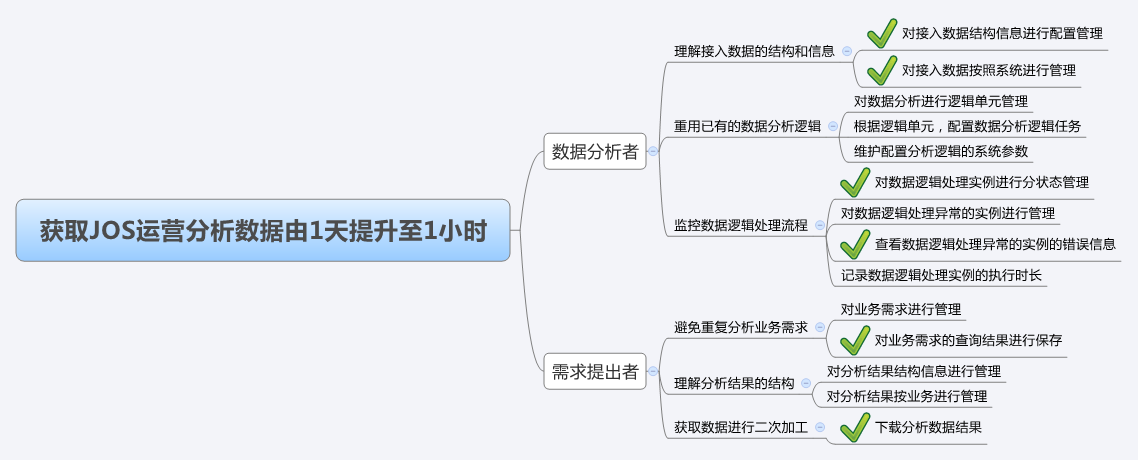 获取JOS运营分析数据由1天提升至1小时
数据分析者
理解接入数据的结构和信息
对接入数据结构信息进行配置管理
对接入数据按照系统进行管理
重用已有的数据分析逻辑
对数据分析进行逻辑单元管理
根据逻辑单元，配置数据分析逻辑任务
维护配置分析逻辑的系统参数
监控数据逻辑处理流程
对数据逻辑处理实例进行分状态管理
对数据逻辑处理异常的实例进行管理
查看数据逻辑处理异常的实例的错误信息
记录数据逻辑处理实例的执行时长
需求提出者
避免重复分析业务需求
对业务需求进行管理
对业务需求的查询结果进行保存
理解分析结果的结构
对分析结果结构信息进行管理
对分析结果按业务进行管理
获取数据进行二次加工
下载分析数据结果